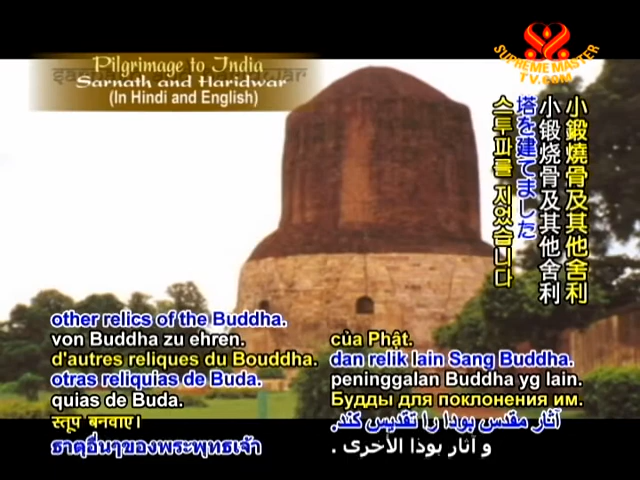 Pilgrimage to India
Sarnath and Haridwar
(In Hindi and English)
SUPREME MASTER
TV.COM
小鍛燒骨及其他舍利
小锻烧骨及其他舍利
塔を建てました
스투파를 지었습니다
other relics of the Buddha.
von Buddha zu ehren.
d'autres reliques du Bouddha.
otras reliquias de Buda.
quias de Buda.
स्तूप बनवाए।
ธาตุอื่นๆของพระพุทธเจ้า
của Phật.
dan relik lain Sang Buddha.
peninggalan Buddha yg lain.
Будды для поклонения им.
آثار مقدس بودا را تقدیس کند.
و آثار بوذا الأخرى .